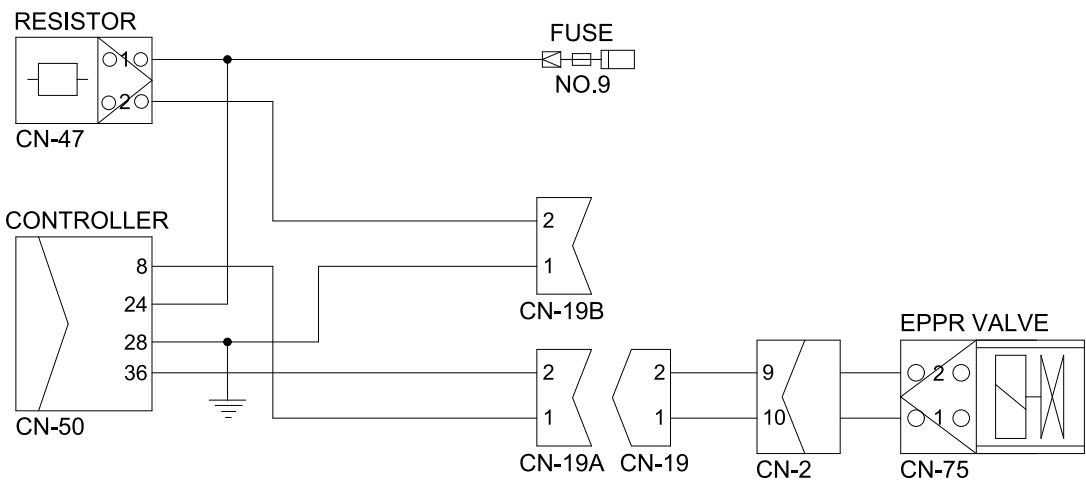 RESISTOR
1
2
CN-47
FUSE
NO.9
CONTROLLER
8
24
28
36
CN-50
2
1
CN-19B
2
1
CN-19A
2
1
CN-19
9
10
CN-2
EPPR VALVE
2
1
CN-75